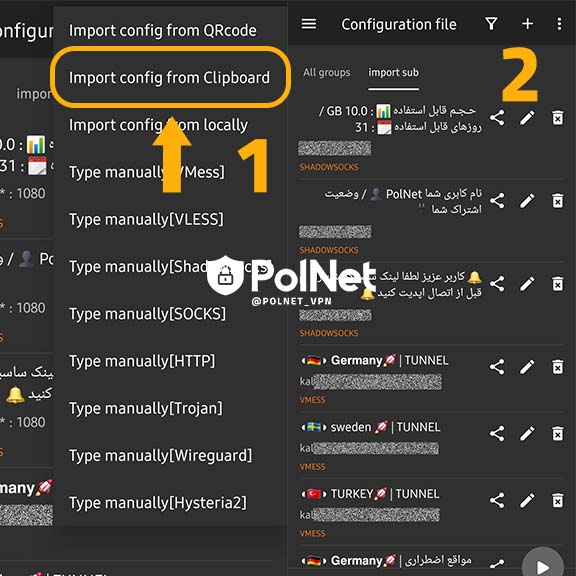 nfigurat
import
10.0 :
31 :
* : 1080
Po
لینک ساسی
کنید
* : 1080
many
Import config from QRcode
Import config from Clipboard
Import config from locally
Type manually[VMess]
Type manually[VLESS]
Type manually[Shadowsocks]
Type manually[SOCKS]
Type manually[HTTP]
Type manually[Trojan]
Type manually[Wireguard]
Type manually[Hysteria2]
1
PolNet
@POLNET_VPN
Configuration file
All groups import sub
2
حجم قابل استفاده : 10.0 GB /
روزهای قابل استفاده : 31
SHADOWSOCKS
نام کاربری شما PolNet / وضعیت
اشتراک شما
SHADOWSOCKS
کاربر عزیز لطفا لینک
قبل از اتصال اپدیت کنید
SHADOWSOCKS
Germany | TUNNEL
kal
VMESS
sweden | TUNNEL
kal
VMESS
TURKEY | TUNNEL
kal
VMESS
Germany | مواقع اضطراری